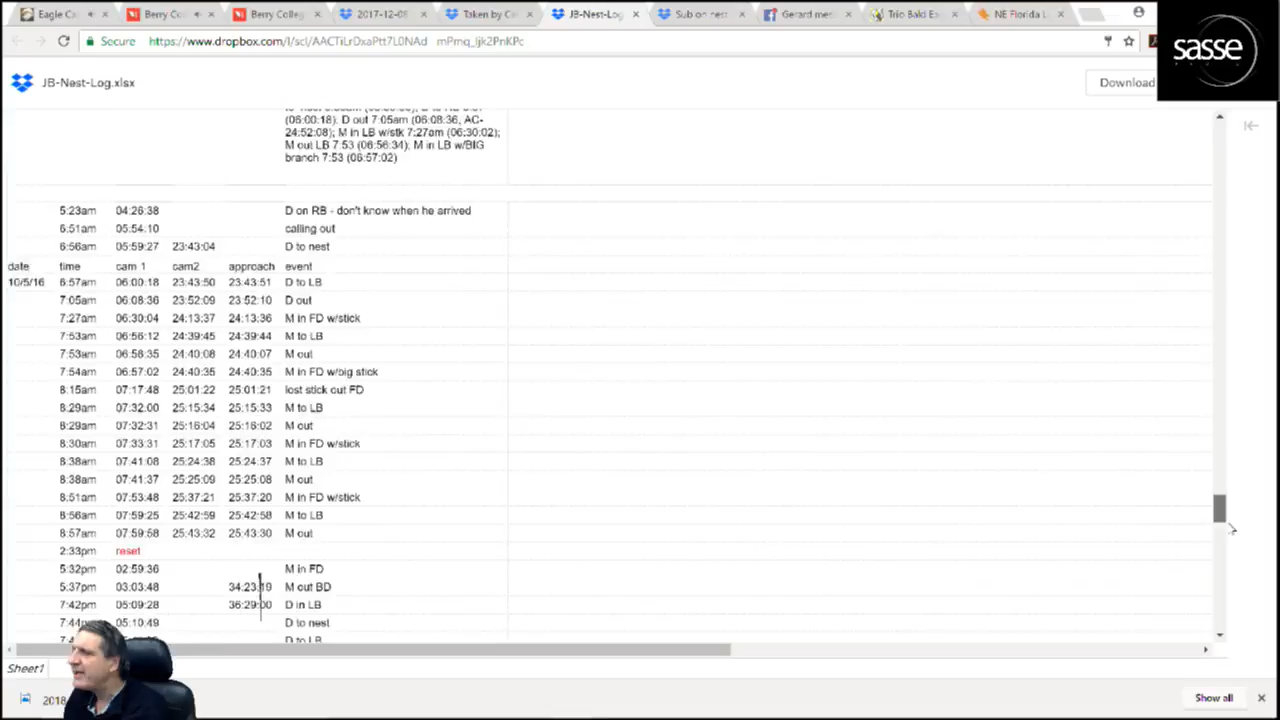 Eagle Ca
Berry Co
Berry Colleg
2017-12-08
Taken by C
JB-Nest-Log
Sub on nest
Gerard mes
Trio Bald Ea
NE Florida
Secure https://www.dropbox.com/l/scl/AACTiLrDxaPtt7L0NAd mPmq_ljk2PnKPc
sasse
JB-Nest-Log.xlsx
Download
(06:00:18). D out 7:05am (06:08:36, AC-
24:52:08); M in LB w/stk 7:27am (06:30:02);
M out LB 7:53 (06:56:34); M in LB w/BIG
branch 7:53 (06:57:02)
5:23am 04:26:38 D on RB - don't know when he arrived
6:51am 05:54:10 calling out
6:56am 05:59:27 23:43:04 D to nest
date time cam 1 cam2 approach event
10/5/16 6:57am 06:00:18 23:43:50 23:43:51 D to LB
7:05am 06:08:36 23:52:09 23:52:10 D out
7:27am 06:30:04 24:13:37 24:13:36 M in FD w/stick
7:53am 06:56:12 24:39:45 24:39:44 M to LB
7:53am 06:56:35 24:40:08 24:40:07 M out
7:54am 06:57:02 24:40:35 24:40:35 M in FD w/big stick
8:15am 07:17:48 25:01:22 25:01:21 lost stick out FD
8:29am 07:32:00 25:15:34 25:15:33 M to LB
8:29am 07:32:31 25:16:04 25:16:02 M out
8:30am 07:33:31 25:17:05 25:17:03 M in FD w/stick
8:38am 07:41:08 25:24:38 25:24:37 M to LB
8:38am 07:41:37 25:25:09 25:25:08 M out
8:51am 07:53:48 25:37:21 25:37:20 M in FD w/stick
8:56am 07:59:25 25:42:59 25:42:58 M to LB
8:57am 07:59:58 25:43:32 25:43:30 M out
2:33pm reset
5:32pm 02:59:36 M in FD
5:37pm 03:03:48 34:23:19 M out BD
7:42pm 05:09:28 36:29:00 D in LB
7:44pm 05:10:49 D to nest
D to LB
Sheet1
2018
Show all